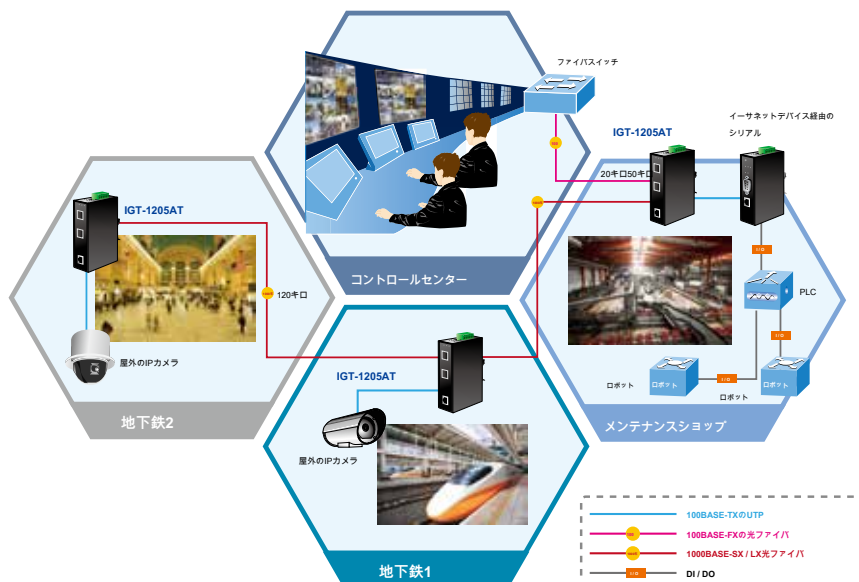 ファイバスイッチ
イーサネットデバイス経由の
シリアル
IGT-1205AT
20キロ50キロ
IGT-1205AT
コントロールセンター
120キロ
PLC
屋外のIPカメラ
IGT-1205AT
ロボット
ロボット
ロボット
ロボット
地下鉄2
メンテナンスショップ
屋外のIPカメラ
地下鉄1
100BASE-TXのUTP
100BASE-FXの光ファイバ
1000BASE-SX / LX光ファイバ
DI / DO